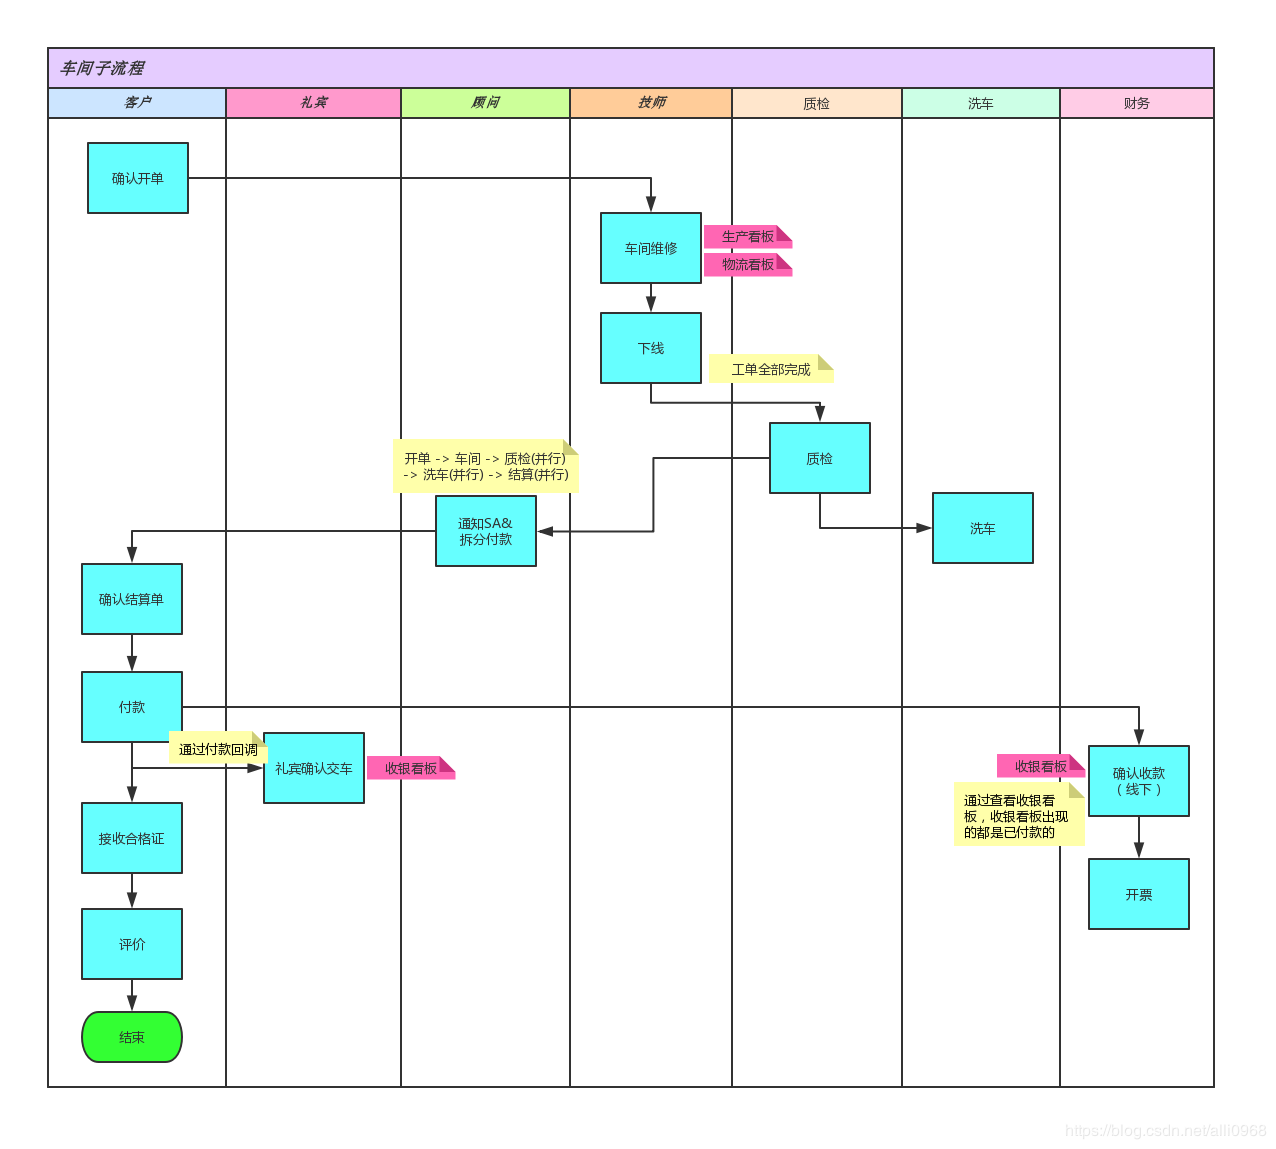 车间子流程
客户
礼宾
顾问
技师
质检
洗车
财务
确认开单
车间维修
生产看板
物流看板
下线
工单全部完成
开单 -> 车间 -> 质检(并行)
-> 洗车(并行) -> 结算(并行)
质检
通知SA&
拆分付款
洗车
确认结算单
付款
通过付款回调
礼宾确认交车
收银看板
收银看板
确认收款
（线下）
通过查看收银看
板，收银看板出现
的都是已付款的
接收合格证
开票
评价
结束
https://blog.csdn.net/alli0968